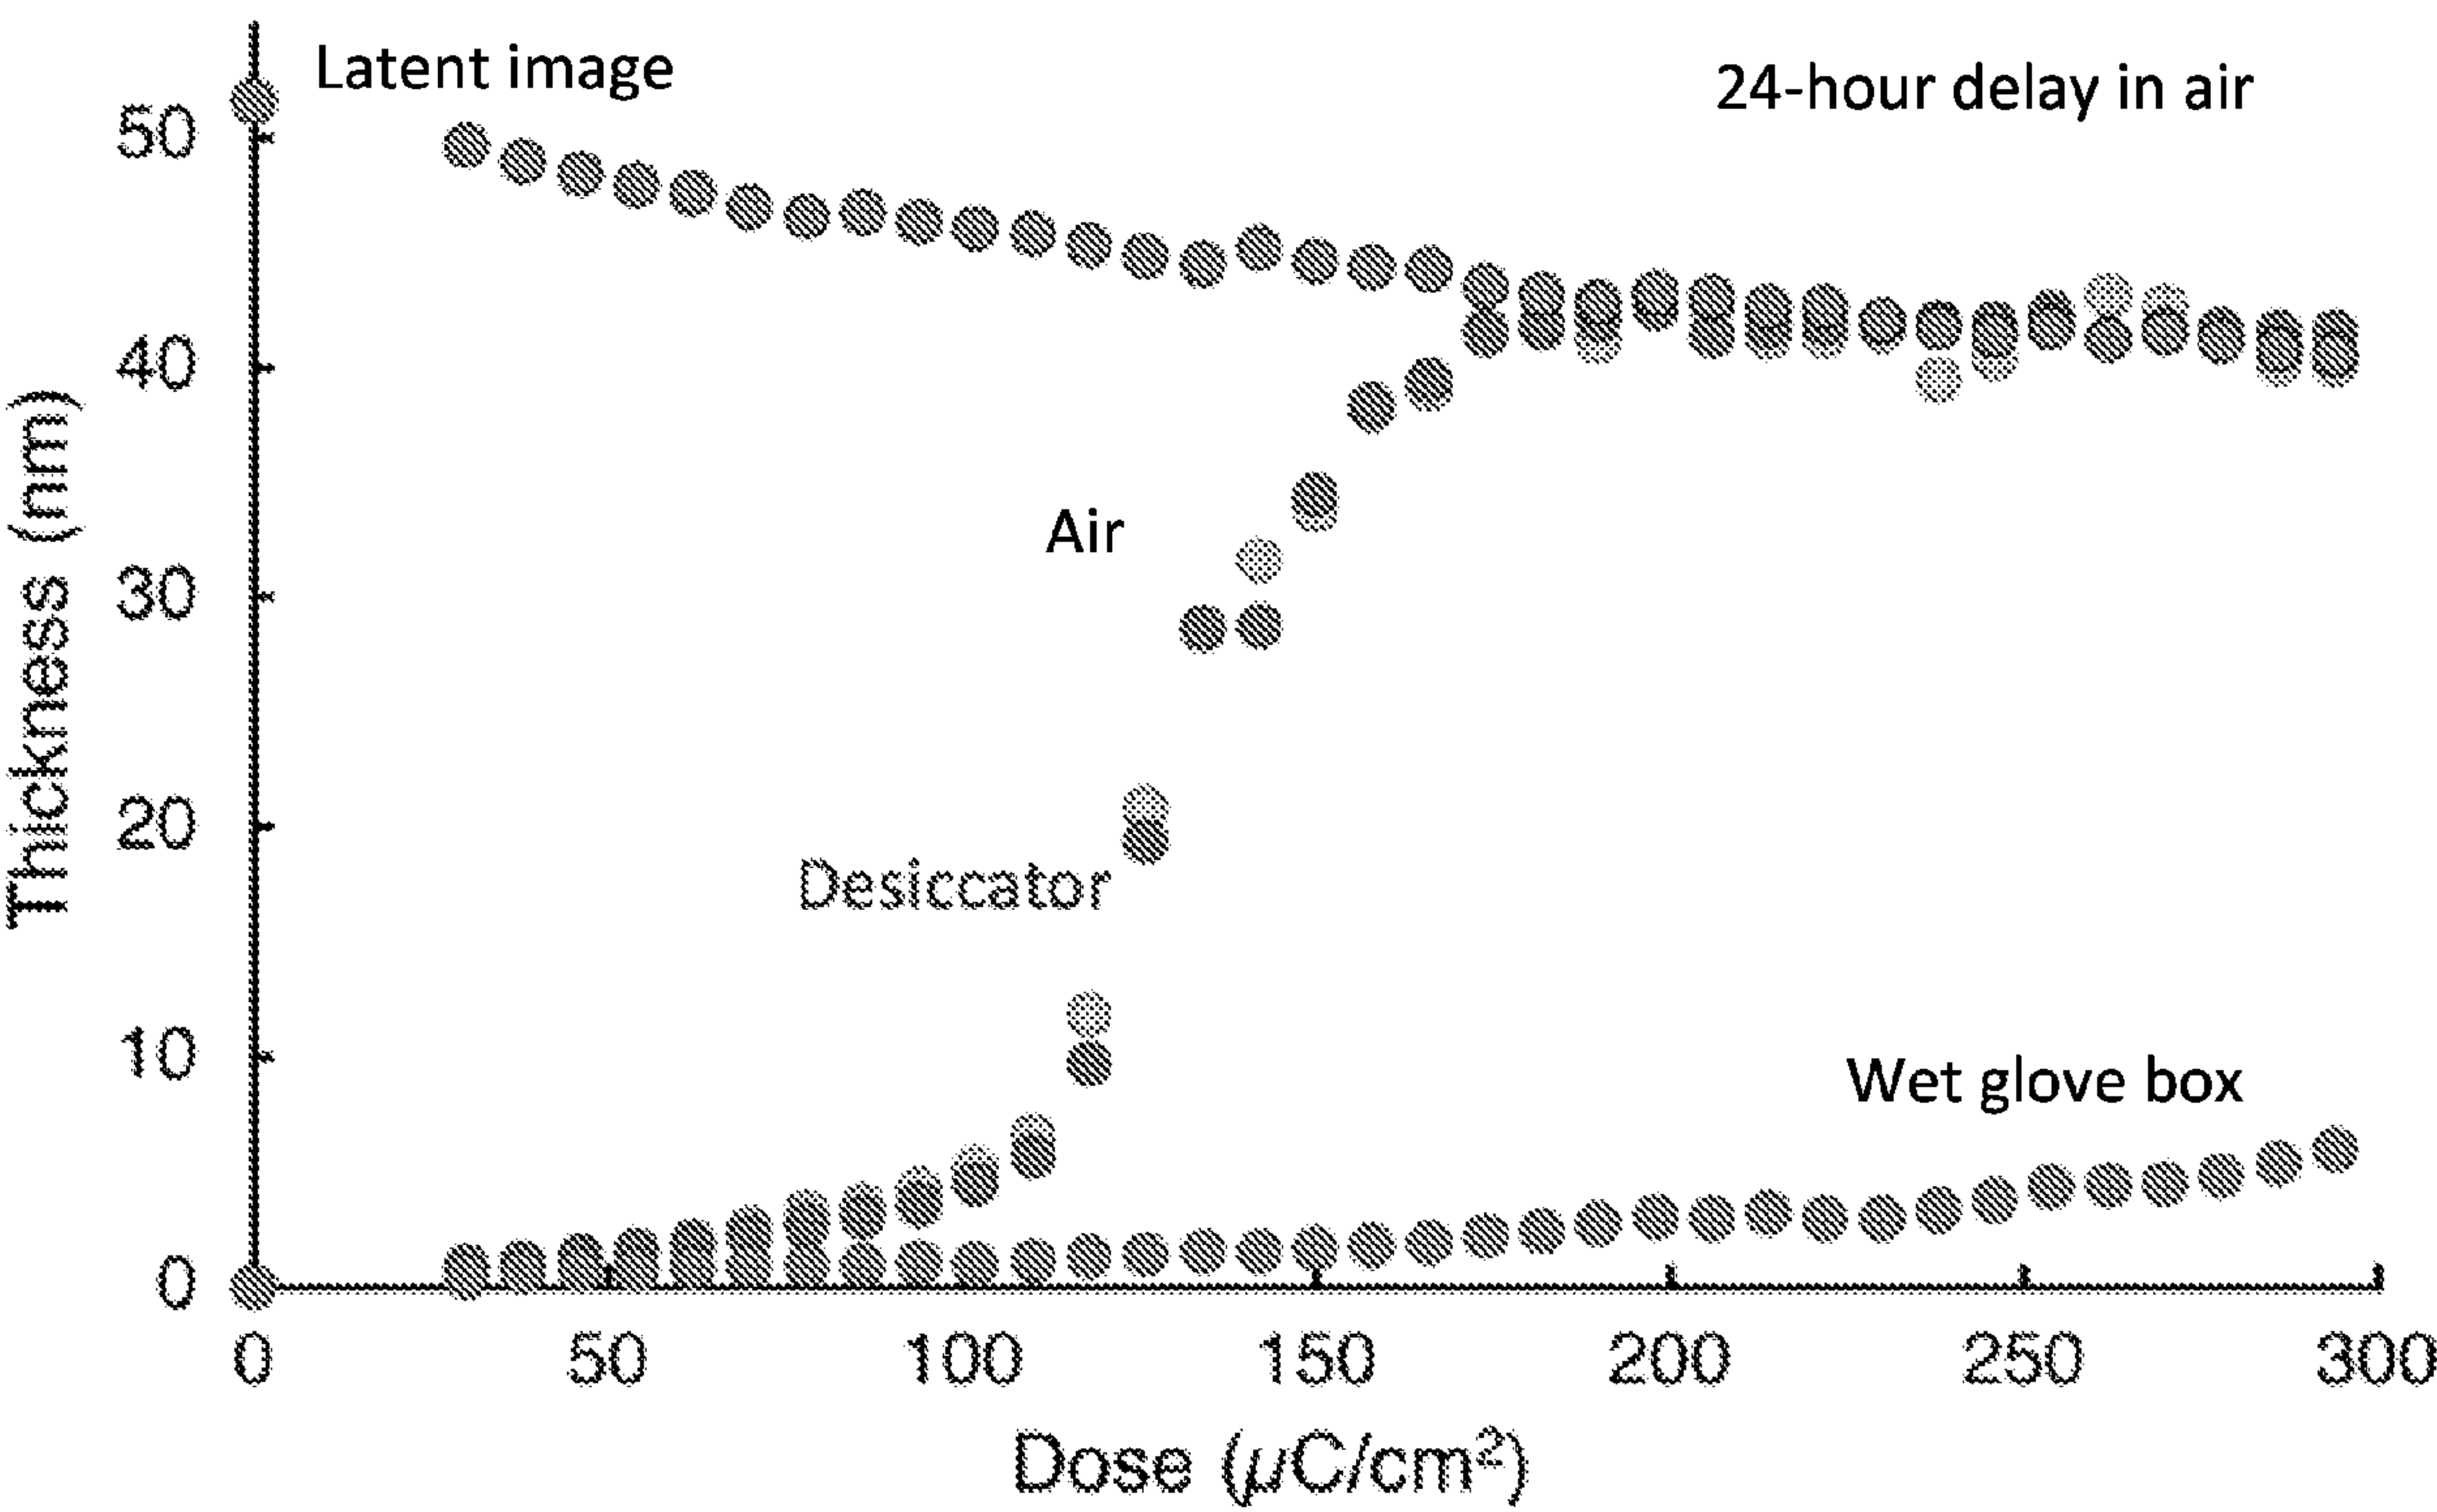 Latent image
24-hour delay in air
50
40
30
20
10
0
Thickness (nm)
Air
Desiccator
Wet glove box
0 50 100 150 200 250 300
Dose (μC/cm²)